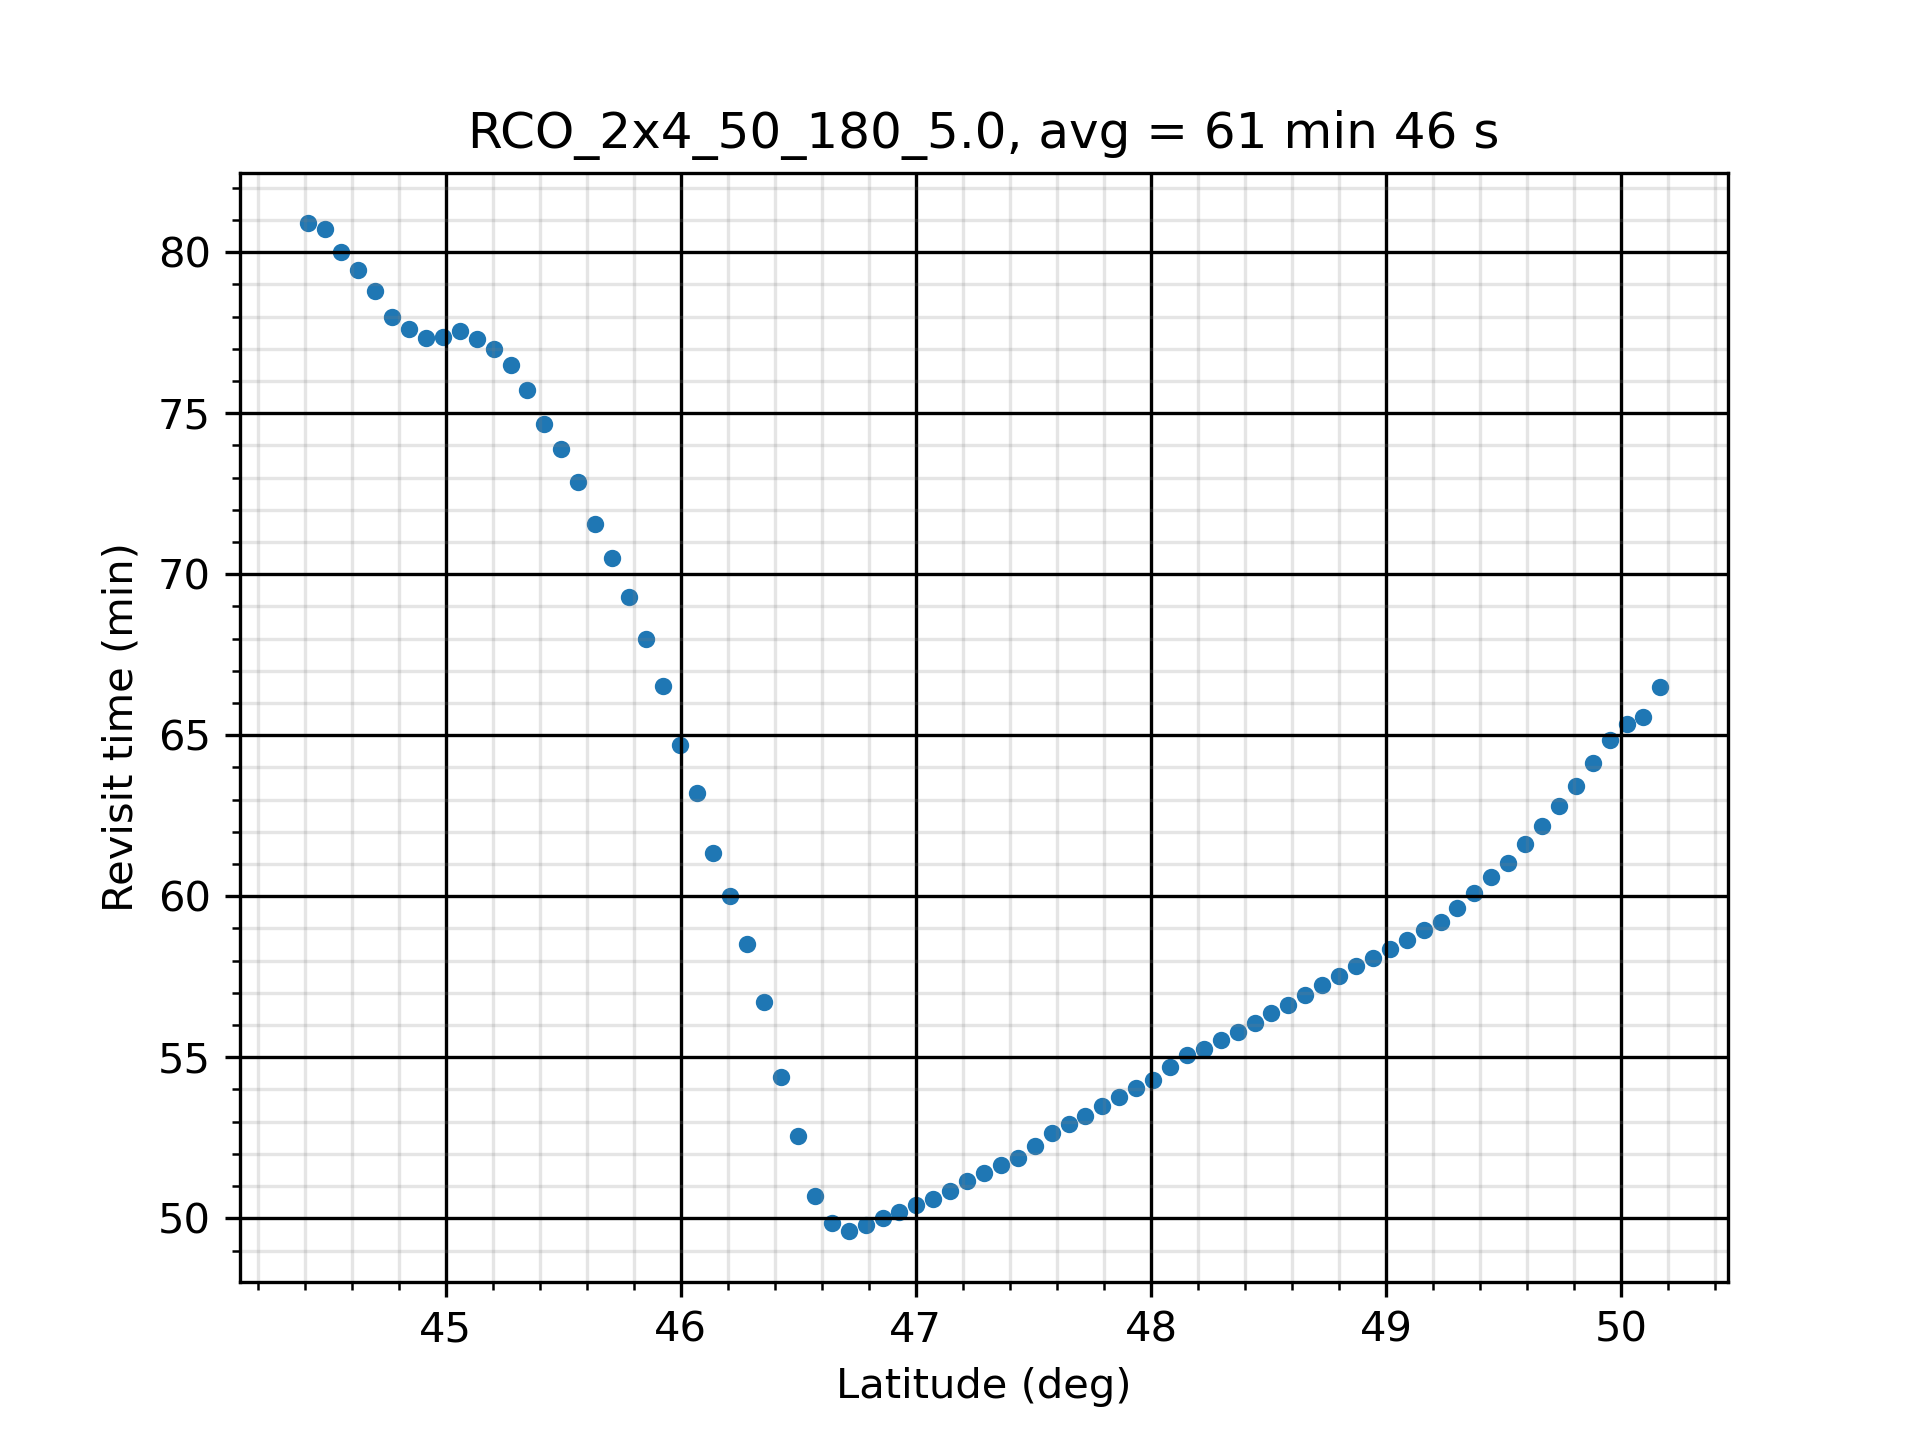 RCO_2x4_50_180_5.0, avg = 61 min 46 s
80
75
70
65
60
55
50
Revisit time (min)
45 46 47 48 49 50
Latitude (deg)